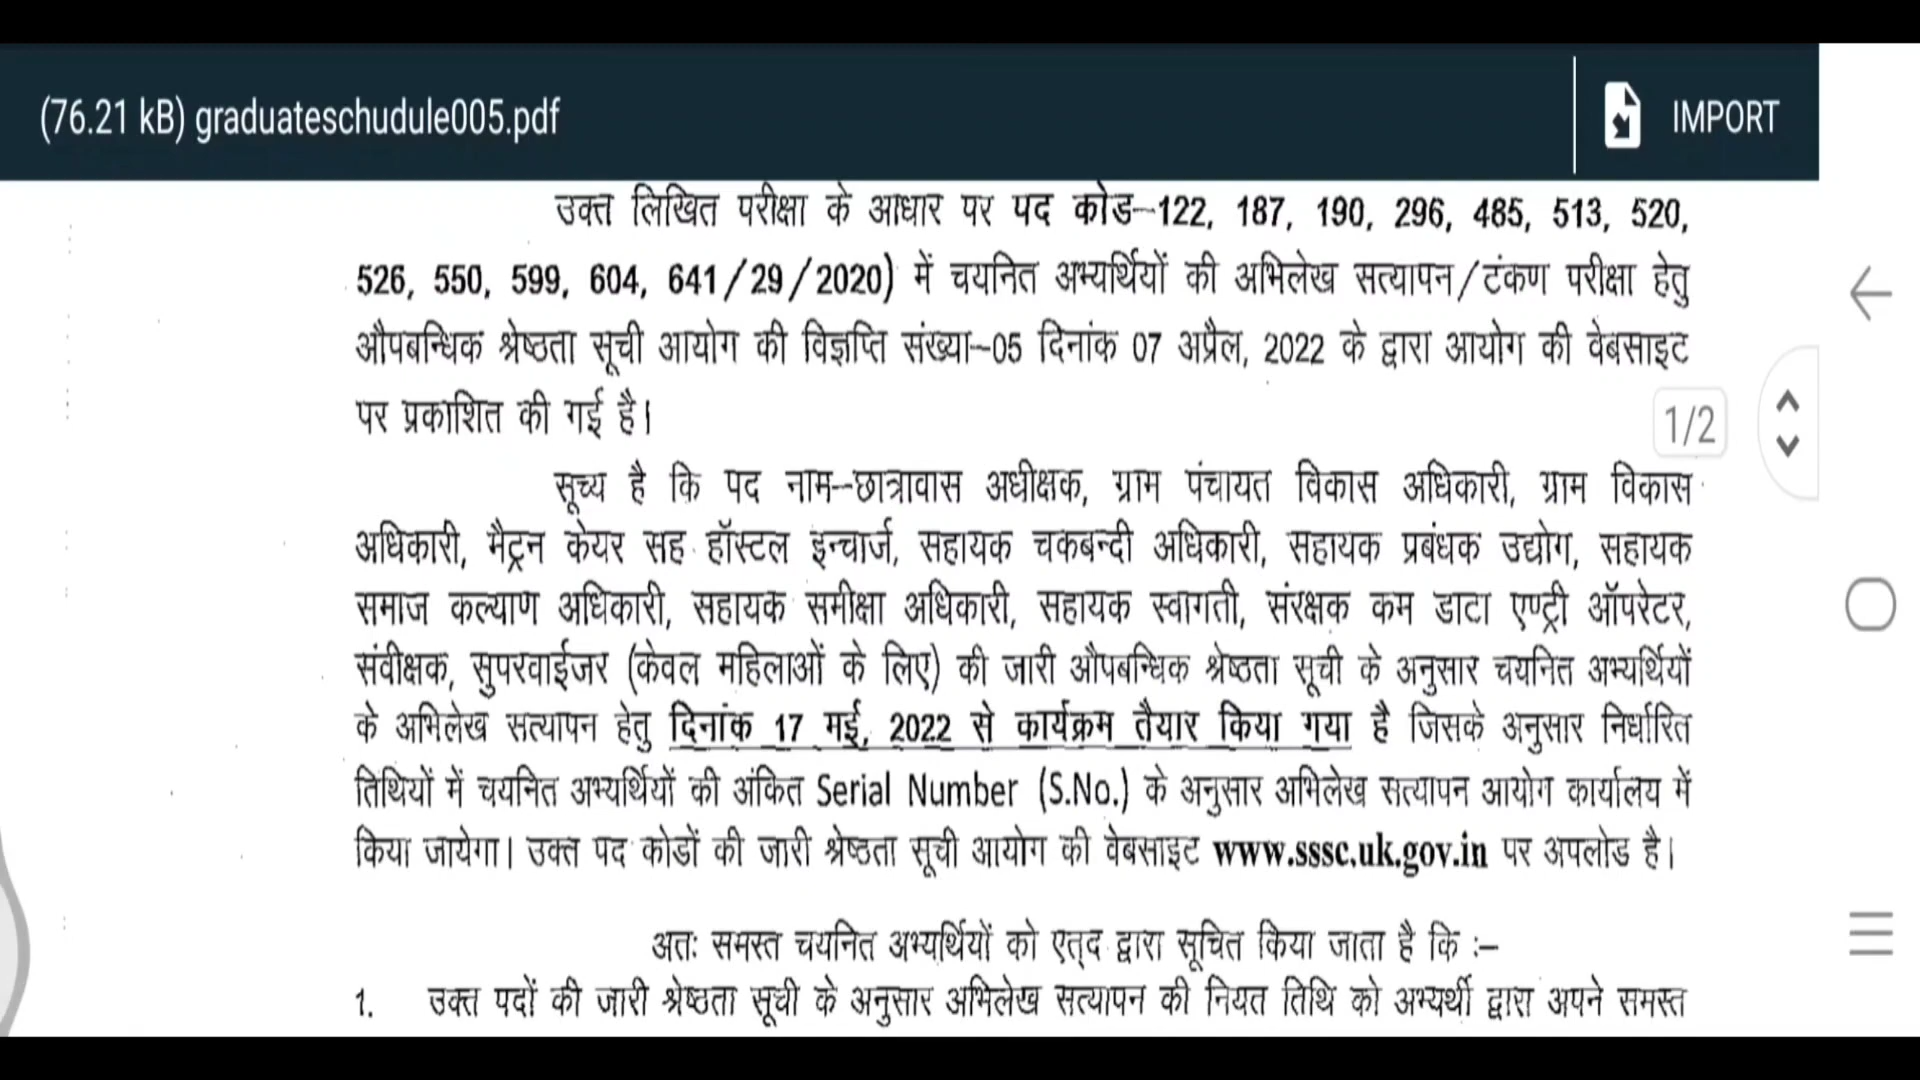 (76.21 kB) graduateschudule005.pdf
IMPORT
उक्त लिखित परीक्षा के आधार पर पद कोड–122, 187, 190, 296, 485, 513, 520,
526, 550, 599, 604, 641/29/2020) में चयनित अभ्यर्थियों की अभिलेख सत्यापन/टंकण परीक्षा हेतु
औपबन्धिक श्रेष्ठता सूची आयोग की विज्ञप्ति संख्या–05 दिनांक 07 अप्रैल, 2022 के द्वारा आयोग की वेबसाइट
पर प्रकाशित की गई है।
1/2
सूच्य है कि पद नाम–छात्रावास अधीक्षक, ग्राम पंचायत विकास अधिकारी, ग्राम विकास
अधिकारी, मैट्रन केयर सह हॉस्टल इन्चार्ज, सहायक चकबन्दी अधिकारी, सहायक प्रबंधक उद्योग, सहायक
समाज कल्याण अधिकारी, सहायक समीक्षा अधिकारी, सहायक स्वागती, संरक्षक कम डाटा एण्ट्री ऑपरेटर,
संवीक्षक, सुपरवाईजर (केवल महिलाओं के लिए) की जारी औपबन्धिक श्रेष्ठता सूची के अनुसार चयनित अभ्यर्थियों
के अभिलेख सत्यापन हेतु दिनांक 17 मई, 2022 से कार्यक्रम तैयार किया गया है जिसके अनुसार निर्धारित
तिथियों में चयनित अभ्यर्थियों की अंकित Serial Number (S.No.) के अनुसार अभिलेख सत्यापन आयोग कार्यालय में
किया जायेगा। उक्त पद कोडों की जारी श्रेष्ठता सूची आयोग की वेबसाइट www.sssc.uk.gov.in पर अपलोड है।
अतः समस्त चयनित अभ्यर्थियों को एतद् द्वारा सूचित किया जाता है कि :–
1. उक्त पदों की जारी श्रेष्ठता सूची के अनुसार अभिलेख सत्यापन की नियत तिथि को अभ्यर्थी द्वारा अपने समस्त